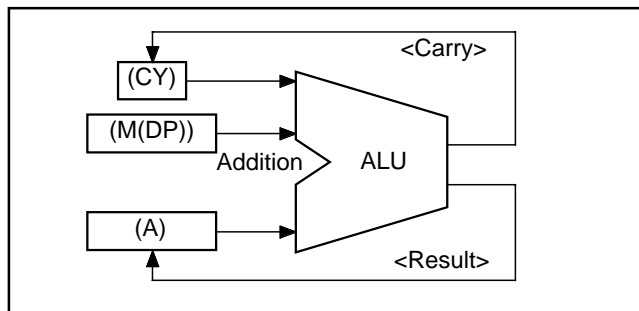 <Carry>
(CY)
(M(DP))
Addition
ALU
(A)
<Result>